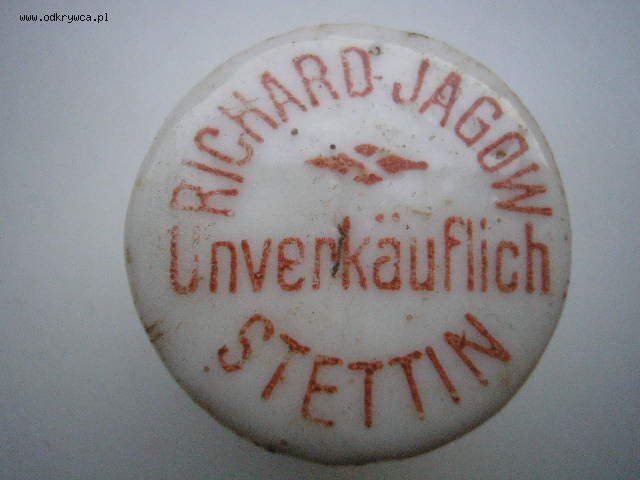 www.odkrywca.pl
RICHARD JAGOW
Unverkäuflich
STETTIN